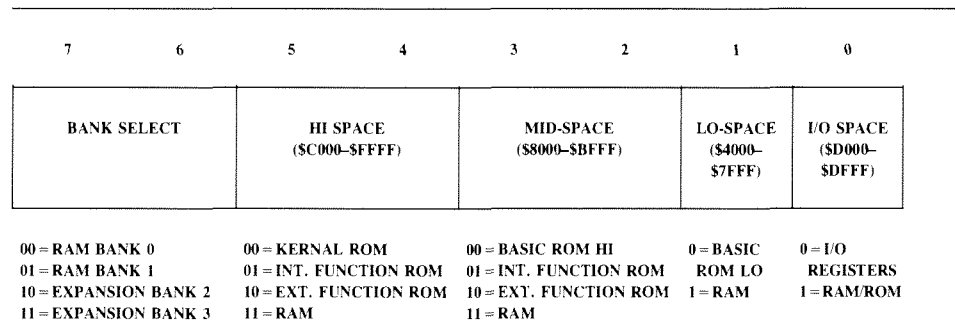 7 6 5 4 3 2 1 0
BANK SELECT HI SPACE MID-SPACE LO-SPACE I/O SPACE
($C000–$FFFF) ($8000–$BFFF) ($4000– ($D000–
$7FFF) $DFFF)
00 = RAM BANK 0 00 = KERNAL ROM 00 = BASIC ROM HI 0 = BASIC 0 = I/O
01 = RAM BANK 1 01 = INT. FUNCTION ROM 01 = INT. FUNCTION ROM ROM LO REGISTERS
10 = EXPANSION BANK 2 10 = EXT. FUNCTION ROM 10 = EXT. FUNCTION ROM 1 = RAM 1 = RAM/ROM
11 = EXPANSION BANK 3 11 = RAM 11 = RAM